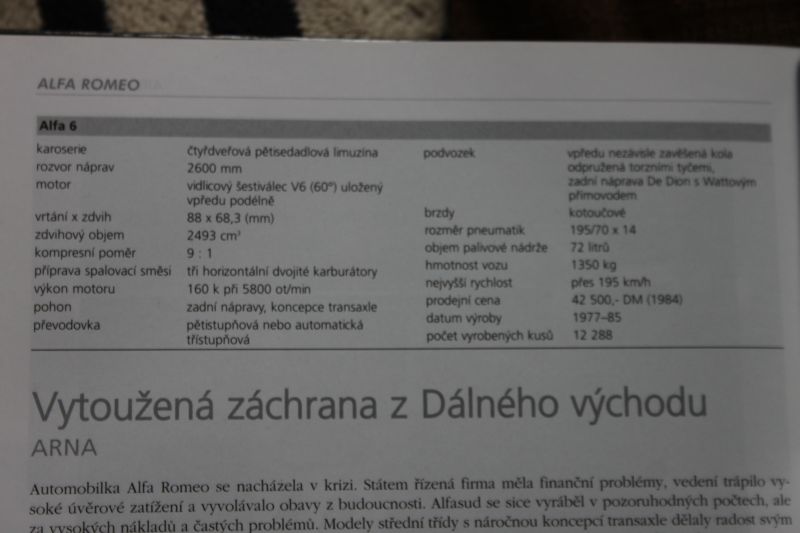 ALFA ROMEO
Alfa 6
karoserie čtyřdveřová pětisedadlová limuzína
rozvor náprav 2600 mm
motor vidlicový šestiválec V6 (60°) uložený
vpředu podélně
vrtání x zdvih 88 x 68,3 (mm)
zdvihový objem 2493 cm³
kompresní poměr 9 : 1
příprava spalovací směsi tři horizontální dvojité karburátory
výkon motoru 160 k při 5800 ot/min
pohon zadní nápravy, koncepce transaxle
převodovka pětistupňová nebo automatická
třístupňová
podvozek vpředu nezávisle zavěšená kola
odpružená torzními tyčemi,
zadní náprava De Dion s Wattovým
přímovodem
brzdy kotoučové
rozměr pneumatik 195/70 x 14
objem palivové nádrže 72 litrů
hmotnost vozu 1350 kg
nejvyšší rychlost přes 195 km/h
prodejní cena 42 500,- DM (1984)
datum výroby 1977–85
počet vyrobených kusů 12 288
Vytoužená záchrana z Dálného východu
ARNA
Automobilka Alfa Romeo se nacházela v krizi. Státem řízená firma měla finanční problémy, vedení trápilo vy-
soké úvěrové zatížení a vyvolávalo obavy z budoucnosti. Alfasud se sice vyráběl v pozoruhodných počtech, ale
za vysokých nákladů a častých problémů. Modely střední třídy s náročnou koncepcí transaxle dělaly radost svým